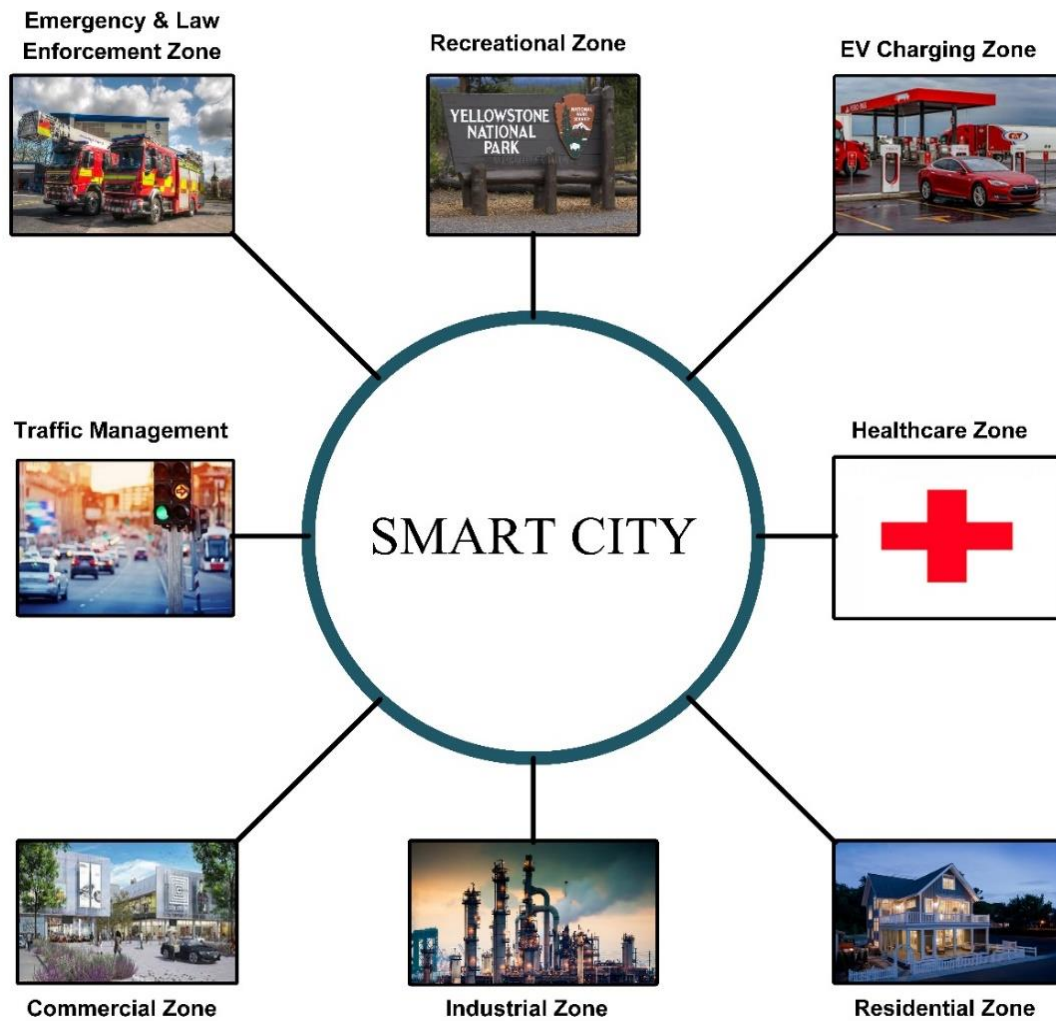 Emergency & Law
Enforcement Zone
Recreational Zone
EV Charging Zone
YELLOWSTONE
NATIONAL
PARK
Traffic Management
Healthcare Zone
SMART CITY
Commercial Zone
Industrial Zone
Residential Zone